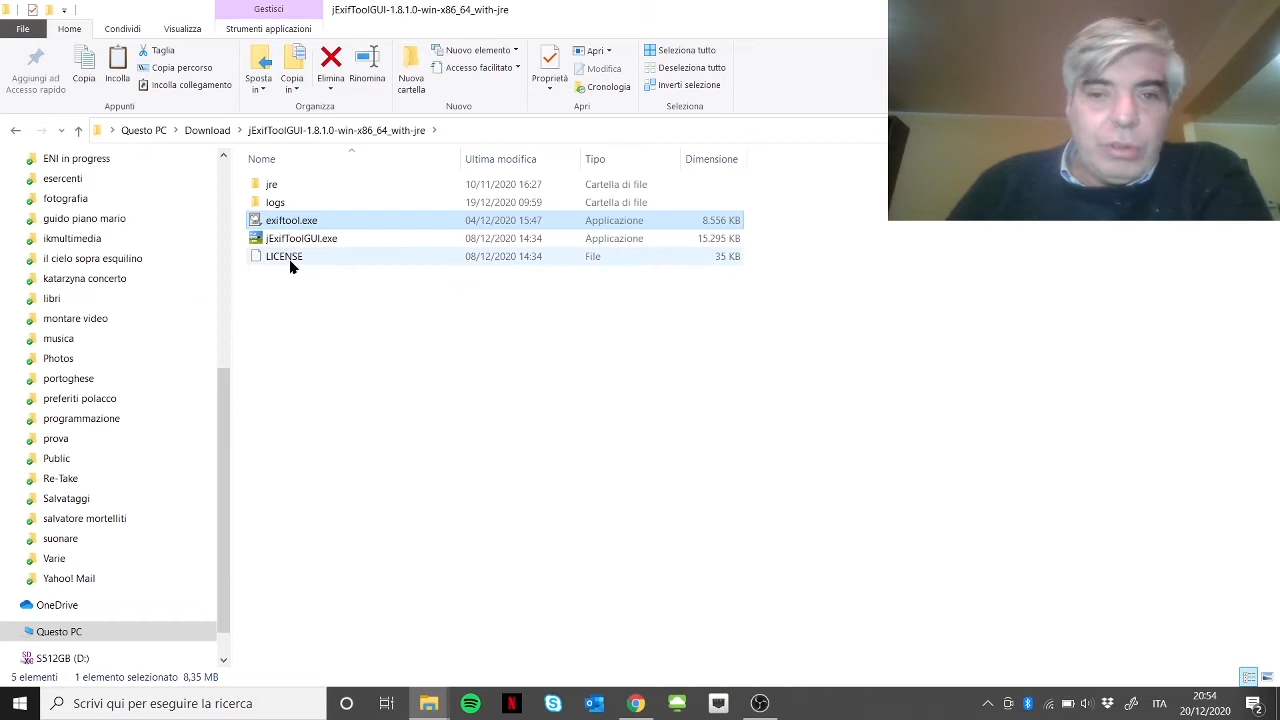 Gestisci jExifToolGUI-1.8.1.0-win-x86_64_with-jre
File Home Condividi Visualizza Strumenti applicazioni
Aggiungi ad Accesso rapido
Copia
Incolla
Taglia
Copia percorso
Incolla collegamento
Appunti
Sposta in
Copia in
Elimina
Rinomina
Organizza
Nuova cartella
Nuovo elemento
Accesso facilitato
Nuovo
Proprietà
Apri
Modifica
Cronologia
Apri
Seleziona tutto
Deseleziona tutto
Inverti selezione
Seleziona
Questo PC > Download > jExifToolGUI-1.8.1.0-win-x86_64_with-jre >
ENI in progress
esercenti
fotografia
guido piano mario
ikmultimedia
il cielo sopra esquilino
katarzyna concerto
libri
montare video
musica
Photos
portoghese
preferiti polacco
programmazione
prova
Public
Re-Take
Salvataggi
salvatore mortelliti
suonare
Varie
Yahoo! Mail
OneDrive
Questo PC
S512GB (D:)
Nome Ultima modifica Tipo Dimensione
jre 10/11/2020 16:27 Cartella di file
logs 19/12/2020 09:59 Cartella di file
exiftool.exe 04/12/2020 15:47 Applicazione 8.556 KB
jExifToolGUI.exe 08/12/2020 14:34 Applicazione 15.295 KB
LICENSE 08/12/2020 14:34 File 35 KB
5 elementi 1 elemento selezionato 8,35 MB
Scrivi qui per eseguire la ricerca
ITA
20:54
20/12/2020
2